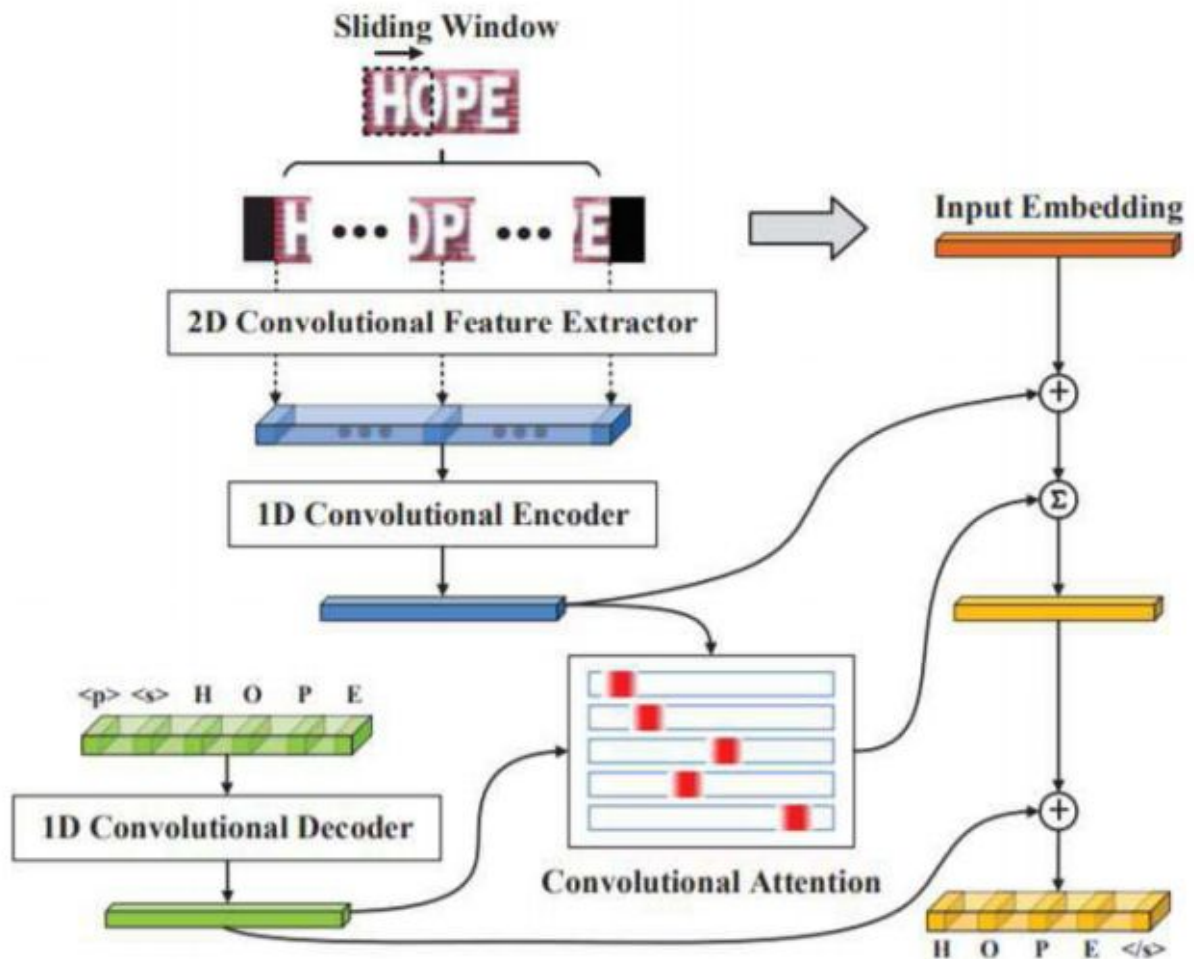 Sliding Window
HOPE
H ••• OP ••• E
Input Embedding
2D Convolutional Feature Extractor
+
Σ
1D Convolutional Encoder
<p> <s> H O P E
1D Convolutional Decoder
+
Convolutional Attention
H O P E </s>